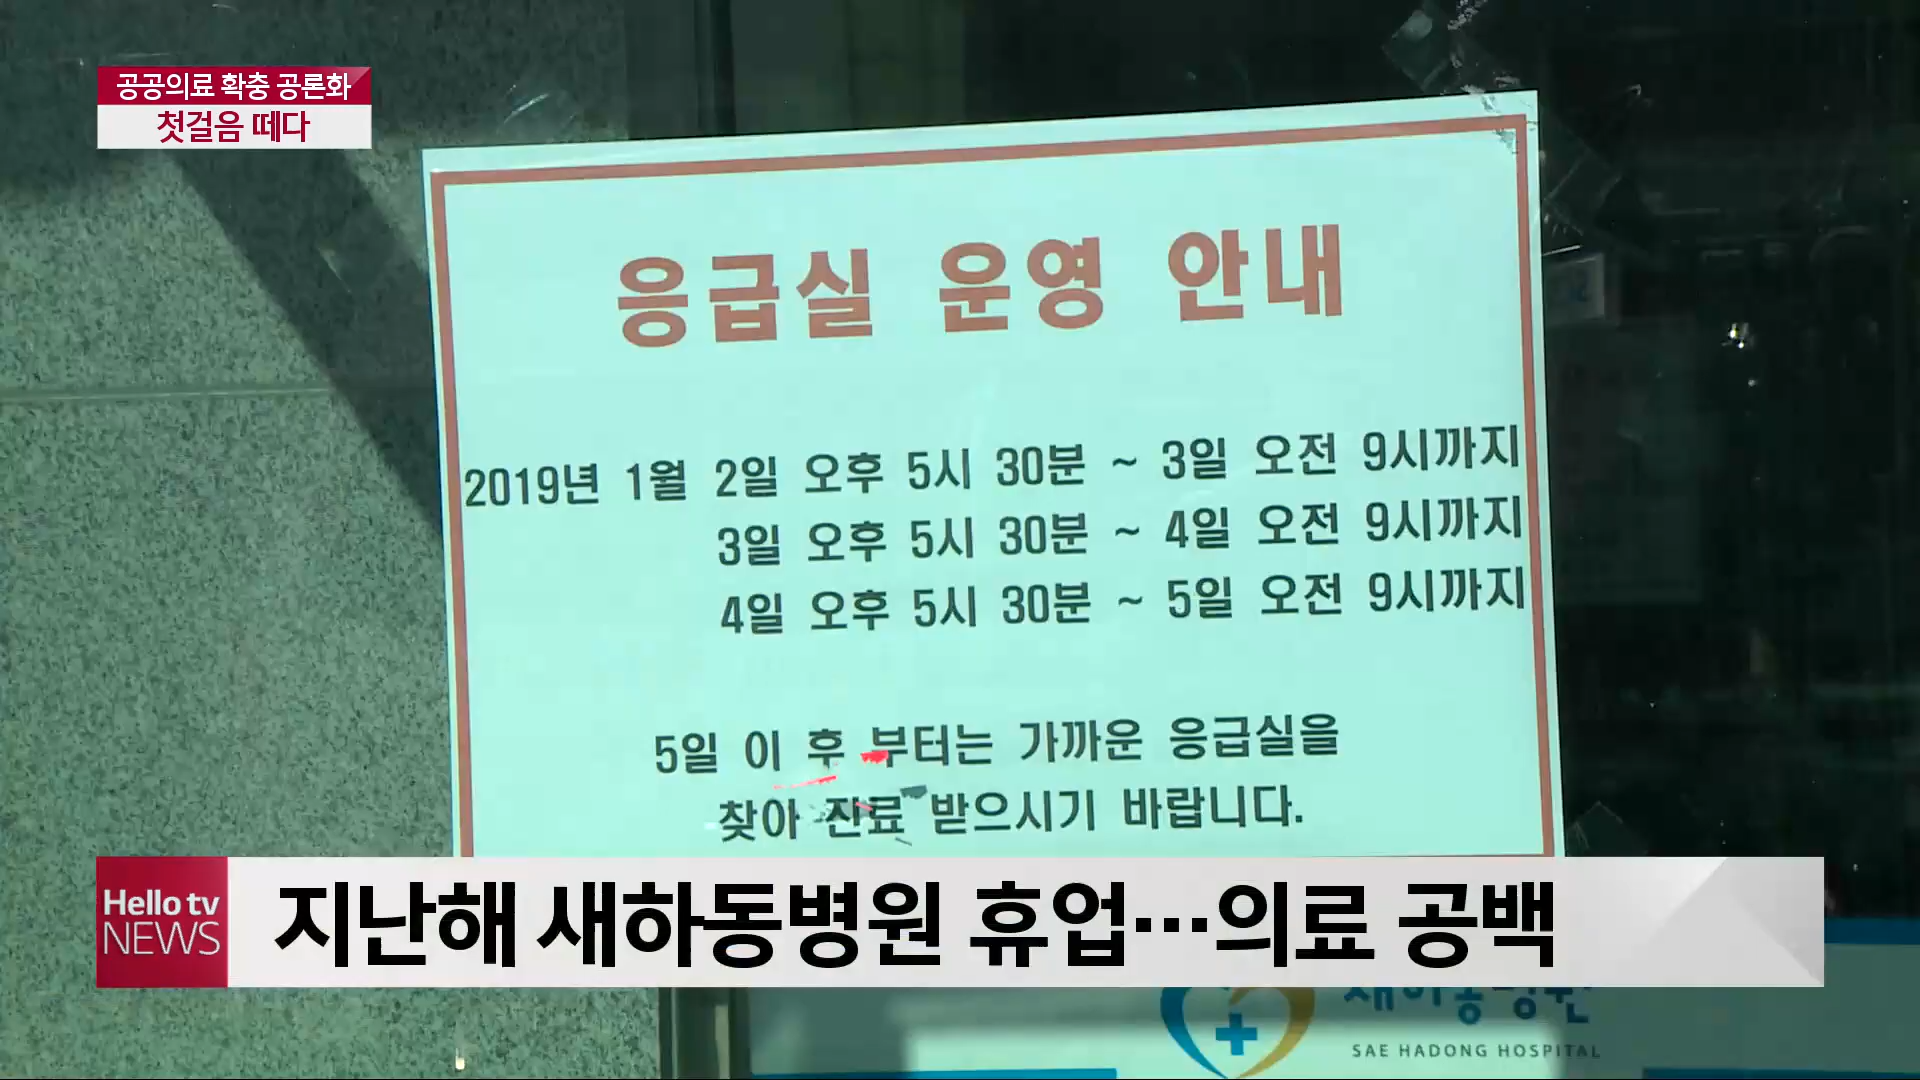 공공의료 확충 공론화
첫걸음 떼다
응급실 운영 안내
2019년 1월 2일 오후 5시 30분 ~ 3일 오전 9시까지
3일 오후 5시 30분 ~ 4일 오전 9시까지
4일 오후 5시 30분 ~ 5일 오전 9시까지
5일 이 후 부터는 가까운 응급실을
찾아 진료 받으시기 바랍니다.
Hello tv
NEWS
지난해 새하동병원 휴업…의료 공백
새하동병원
SAE HADONG HOSPITAL